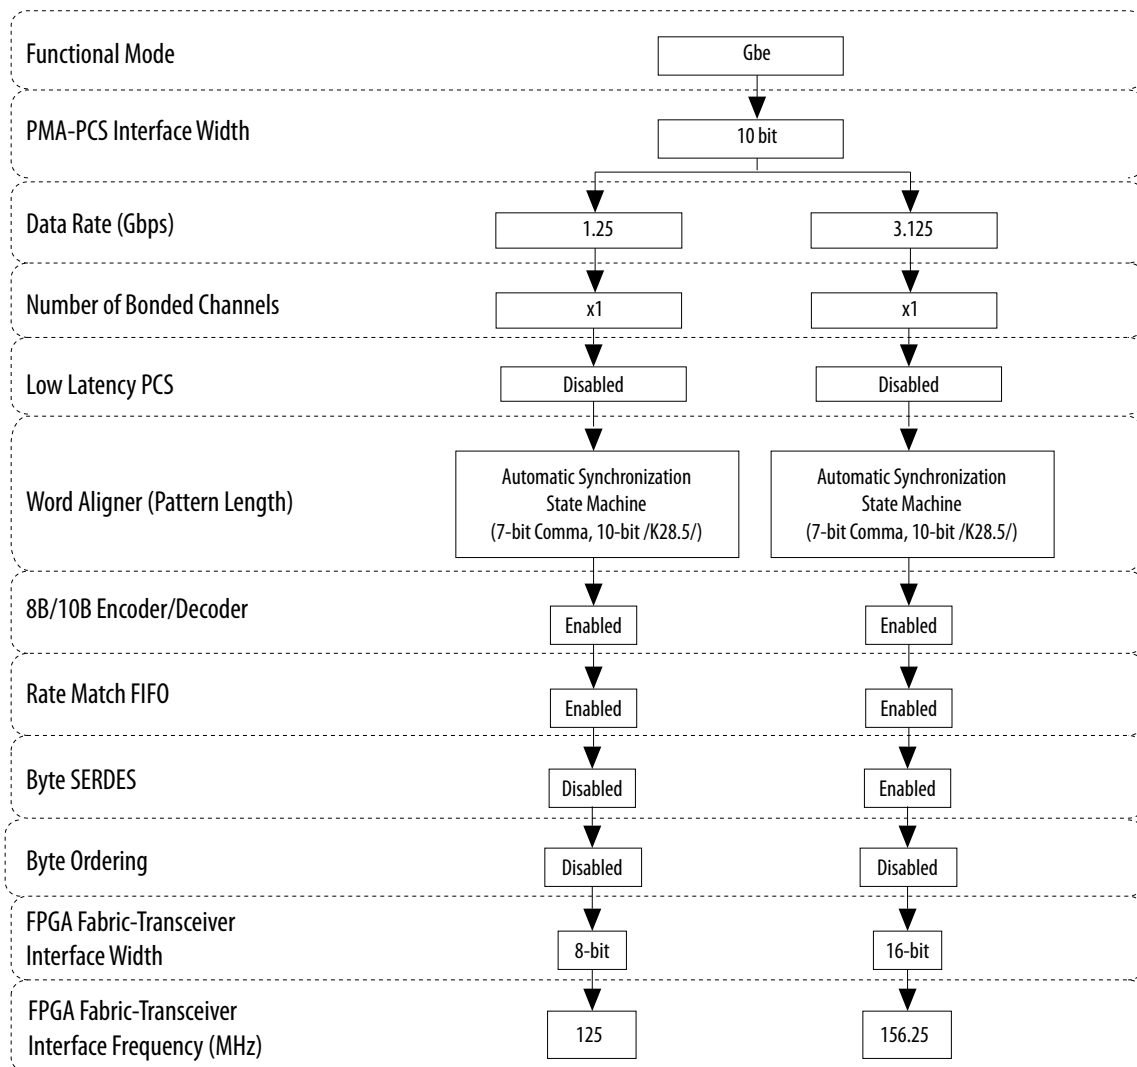 Functional Mode
Gbe
PMA-PCS Interface Width
10 bit
Data Rate (Gbps)
1.25
3.125
Number of Bonded Channels
x1
x1
Low Latency PCS
Disabled
Disabled
Word Aligner (Pattern Length)
Automatic Synchronization
State Machine
(7-bit Comma, 10-bit /K28.5/)
Automatic Synchronization
State Machine
(7-bit Comma, 10-bit /K28.5/)
8B/10B Encoder/Decoder
Enabled
Enabled
Rate Match FIFO
Enabled
Enabled
Byte SERDES
Disabled
Enabled
Byte Ordering
Disabled
Disabled
FPGA Fabric-Transceiver
Interface Width
8-bit
16-bit
FPGA Fabric-Transceiver
Interface Frequency (MHz)
125
156.25